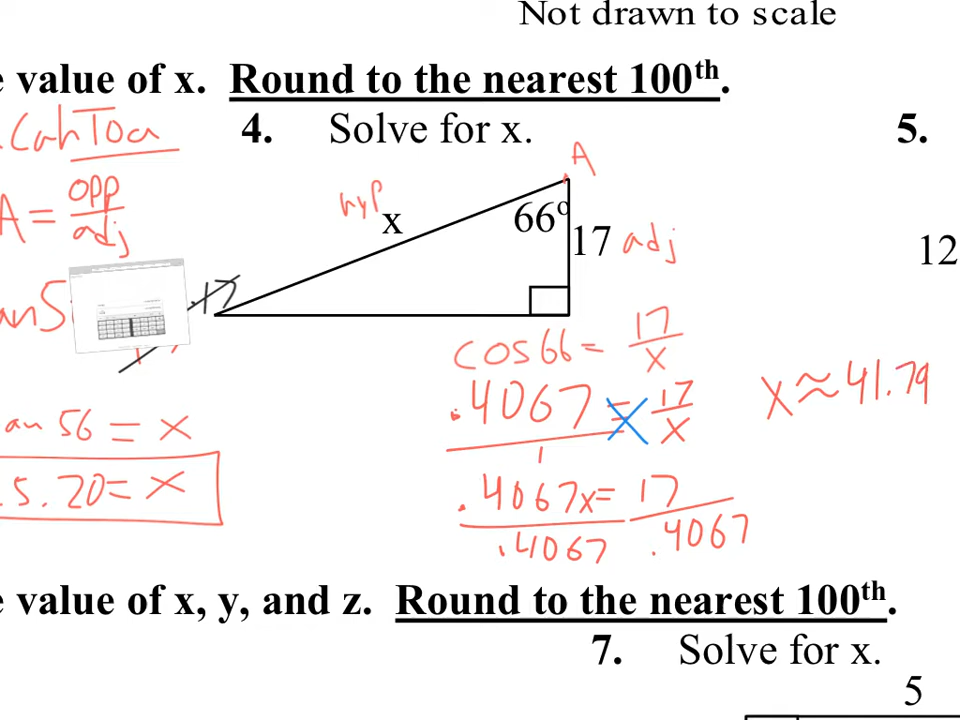 Not drawn to scale
e value of x. Round to the nearest 100th.
CahToa
4. Solve for x.
5.
A
hyp
x
66°
17 adj
12
A = opp/adj
17
cos 66 = 17/x
.4067/1 = 17/x
x ≈ 41.79
an 56 = x
5.20 = x
.4067x/.4067 = 17/.4067
e value of x, y, and z. Round to the nearest 100th.
7. Solve for x.
5